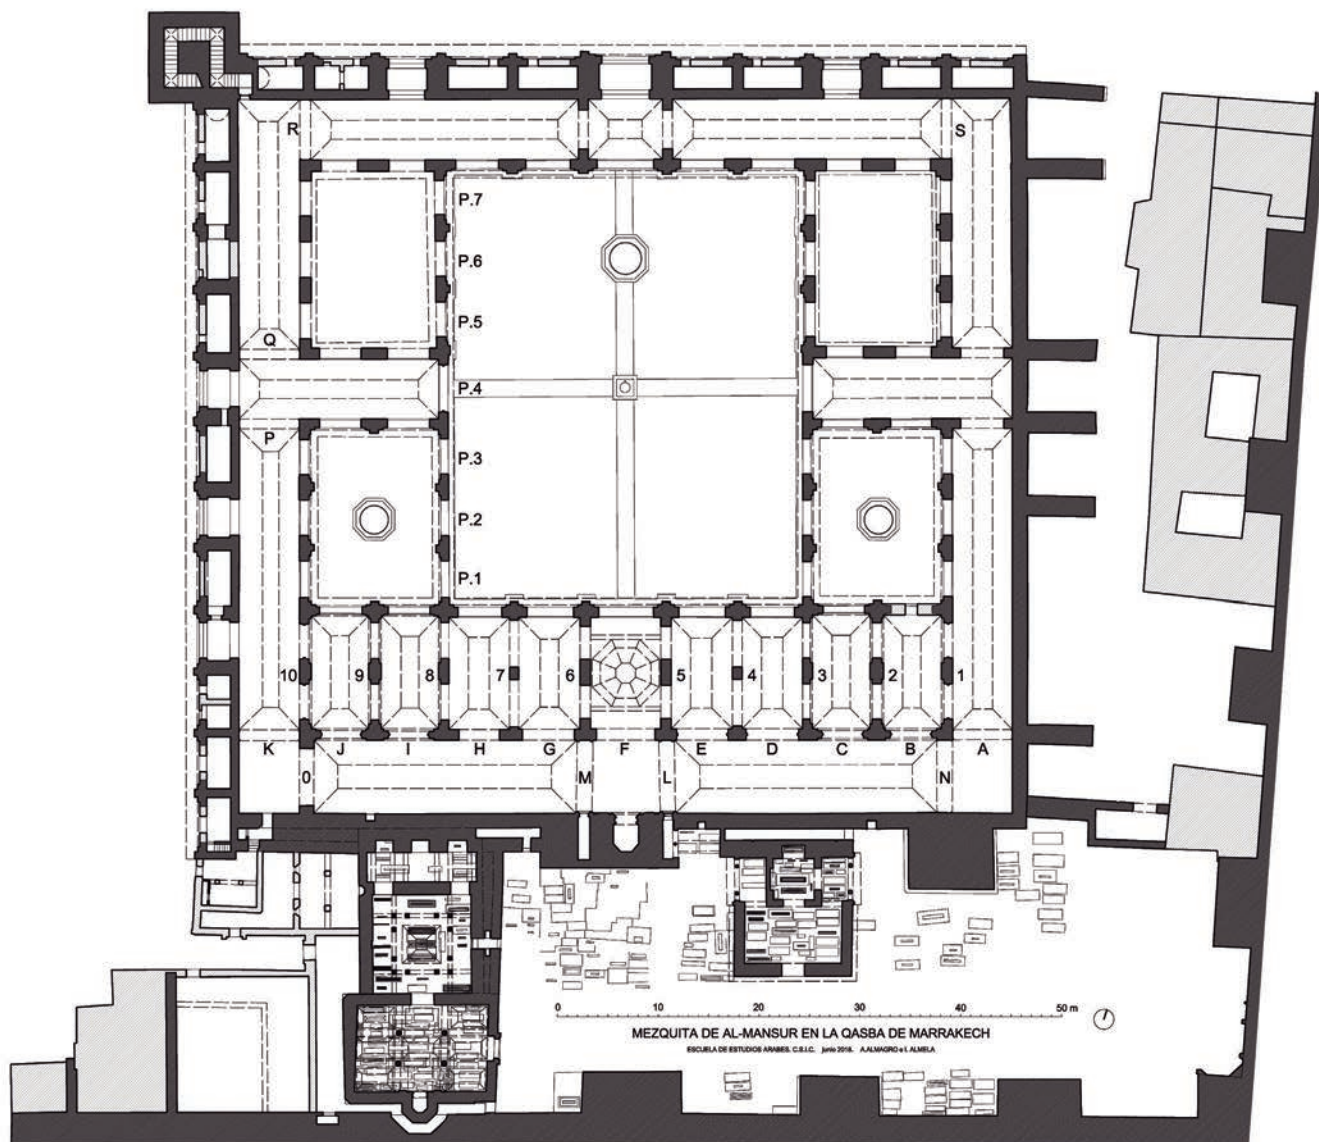 R S
P.7
P.6
P.5
Q
P.4
P
P.3
P.2
P.1
10 9 8 7 6 5 4 3 2 1
K J I H G F E D C B A
0 M L N
0 10 20 30 40 50 m
MEZQUITA DE AL-MANSUR EN LA QASBA DE MARRAKECH
ESCUELA DE ESTUDIOS ARABES. C.S.I.C. junio 2018. A.ALMAGRO e I. ALMELA